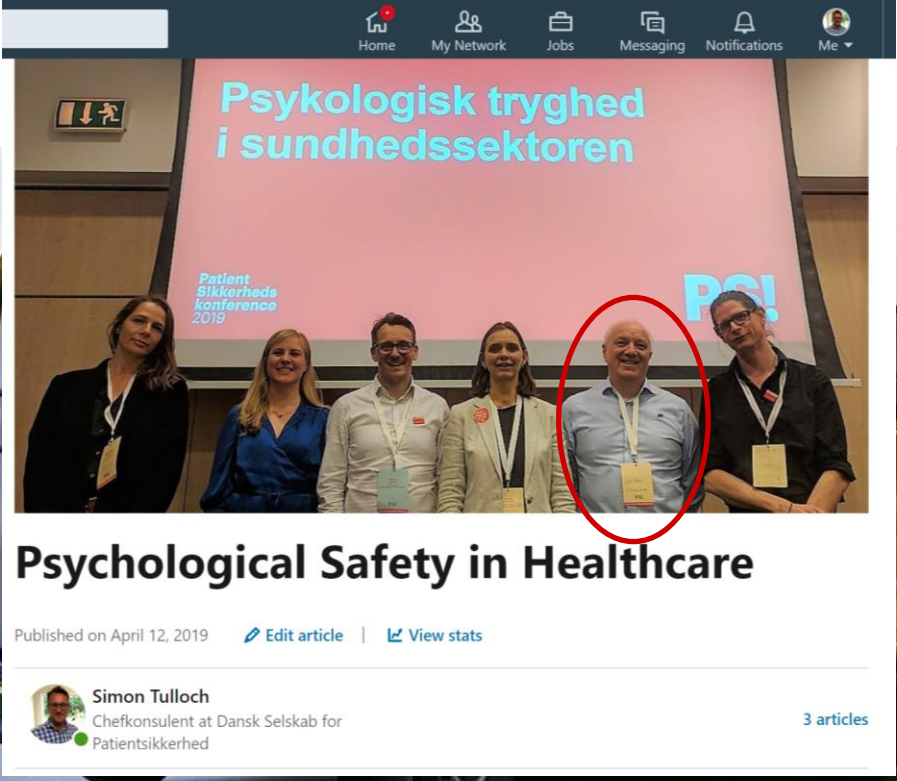 Home
My Network
Jobs
Messaging
Notifications
Me
Psykologisk tryghed
i sundhedssektoren
Patient
Sikkerheds
konference
2019
PS!
PS!
Psychological Safety in Healthcare
Published on April 12, 2019
Edit article
View stats
Simon Tulloch
Chefkonsulent at Dansk Selskab for
Patientsikkerhed
3 articles